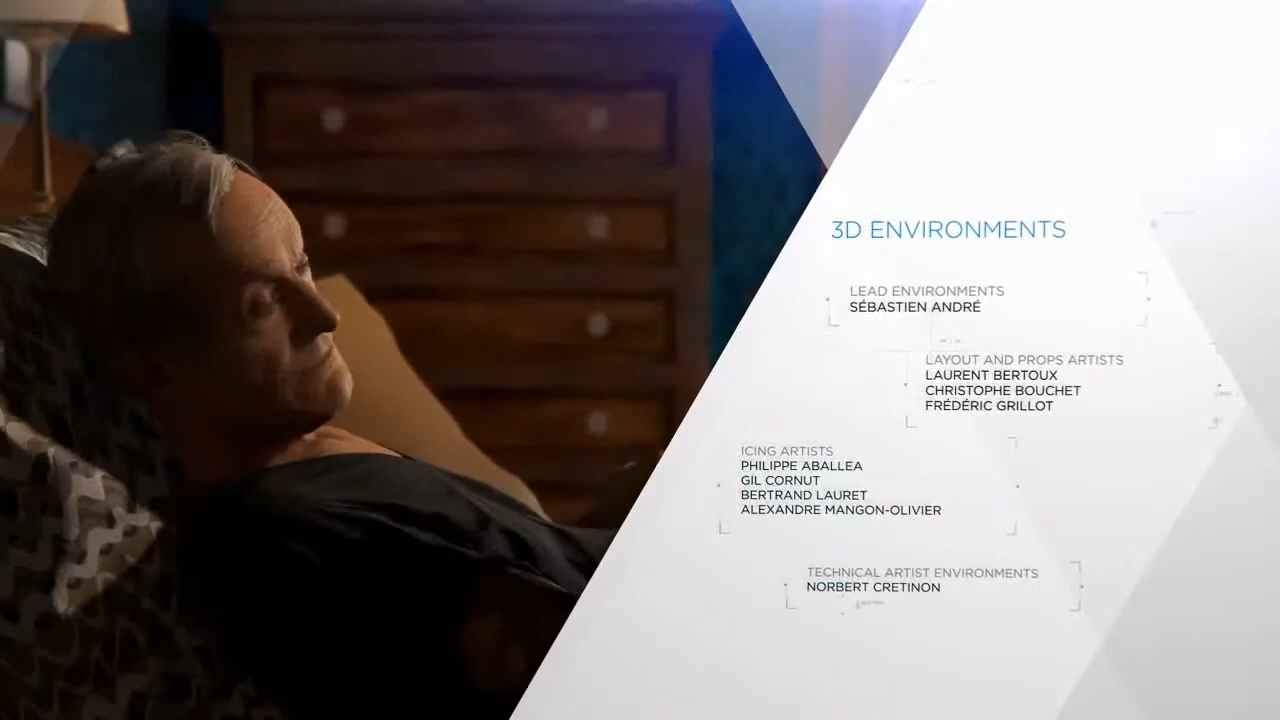 3D ENVIRONMENTS
LEAD ENVIRONMENTS
SÉBASTIEN ANDRÉ
LAYOUT AND PROPS ARTISTS
LAURENT BERTOUX
CHRISTOPHE BOUCHET
FRÉDÉRIC GRILLOT
ICING ARTISTS
PHILIPPE ABALLEA
GIL CORNUT
BERTRAND LAURET
ALEXANDRE MANGON-OLIVIER
TECHNICAL ARTIST ENVIRONMENTS
NORBERT CRETINON